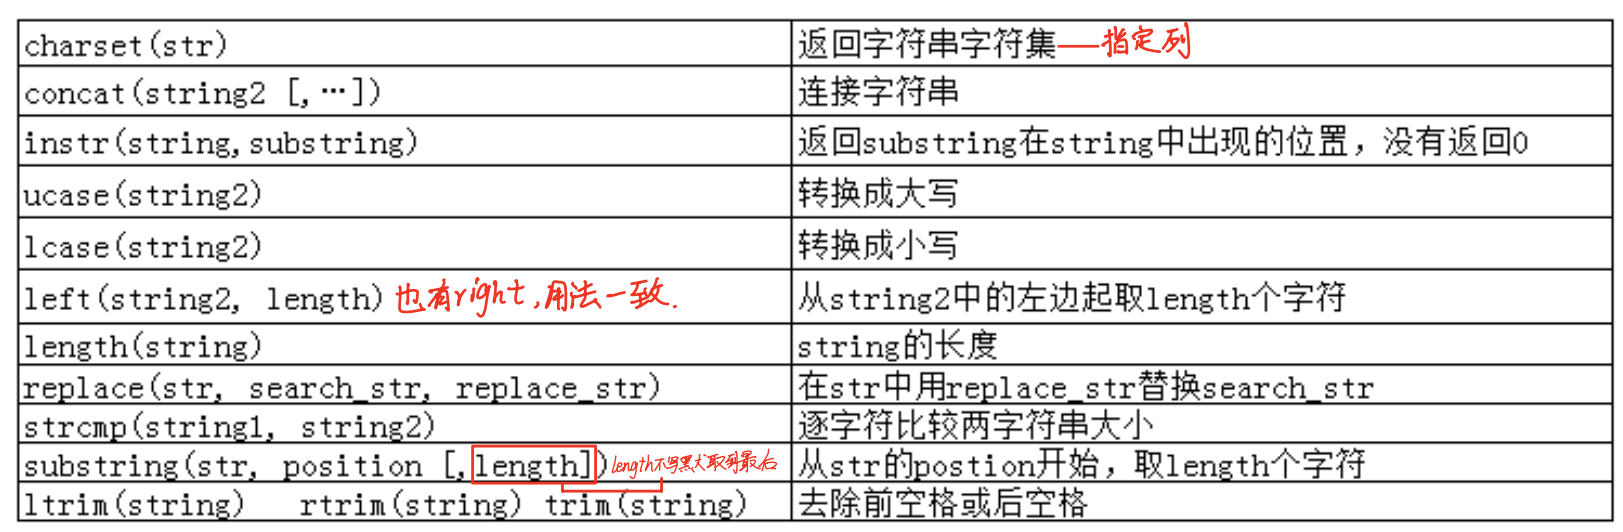 charset(str) 返回字符串字符集——指定列
concat(string2 [,…]) 连接字符串
instr(string,substring) 返回substring在string中出现的位置，没有返回0
ucase(string2) 转换成大写
lcase(string2) 转换成小写
left(string2, length) 也有right,用法一致. 从string2中的左边起取length个字符
length(string) string的长度
replace(str, search_str, replace_str) 在str中用replace_str替换search_str
strcmp(string1, string2) 逐字符比较两字符串大小
substring(str, position [,length]) length不写默认取到最后 从str的postion开始，取length个字符
ltrim(string) rtrim(string) trim(string) 去除前空格或后空格